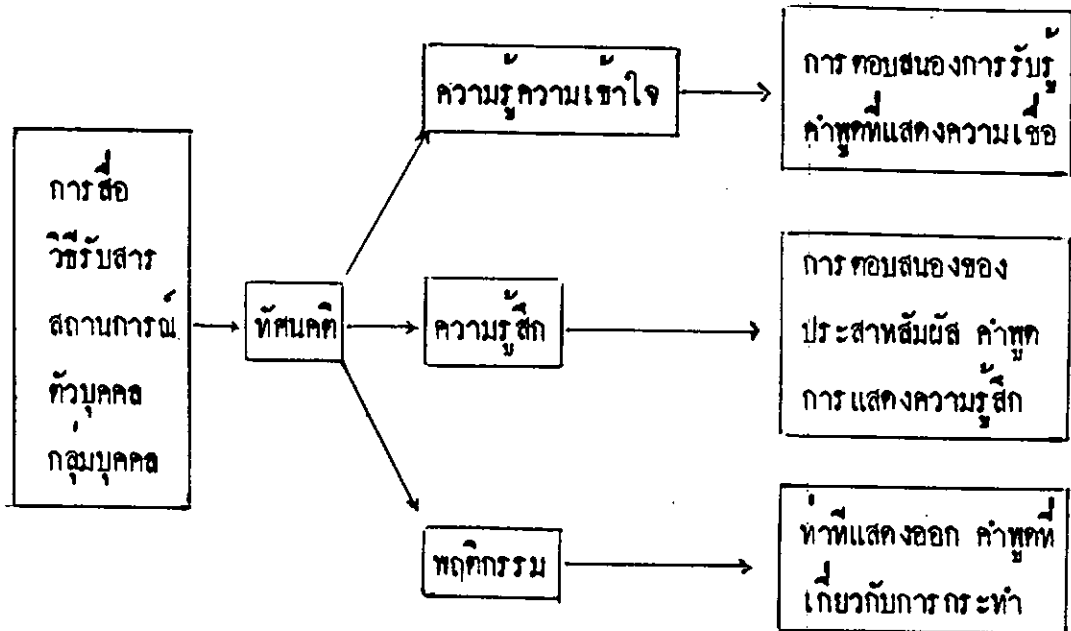 การสื่อ
วิธีรับสาร
สถานการณ์
ตัวบุคคล
กลุ่มบุคคล
ทัศนคติ
ความรู้ความเข้าใจ
การตอบสนองการรับรู้
คำพูดที่แสดงความเชื่อ
ความรู้สึก
การตอบสนองของ
ประสาทสัมผัส คำพูด
การแสดงความรู้สึก
พฤติกรรม
ท่าทีแสดงออก คำพูดที่
เกี่ยวกับการกระทำ